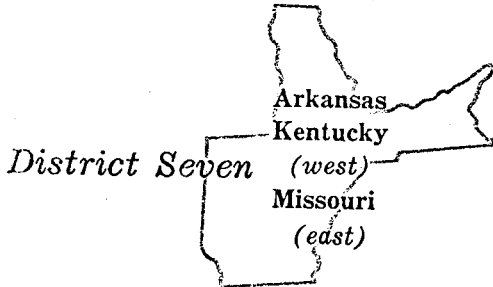 Arkansas
Kentucky
District Seven (west)
Missouri
(east)